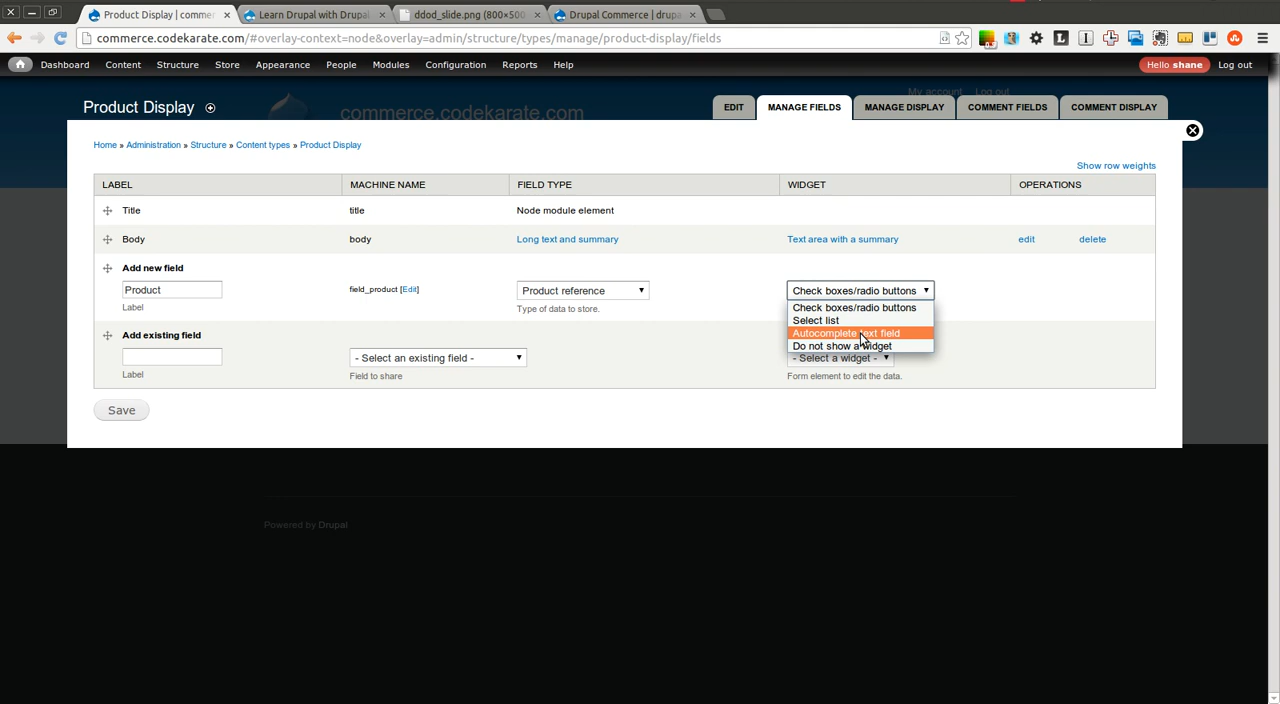 Product Display | commer
Learn Drupal with Drupal
ddod_slide.png (800×500
Drupal Commerce | drupa
commerce.codekarate.com/#overlay-context=node&overlay=admin/structure/types/manage/product-display/fields
Dashboard Content Structure Store Appearance People Modules Configuration Reports Help Hello shane Log out
My account Log out
Product Display
commerce.codekarate.com
EDIT MANAGE FIELDS MANAGE DISPLAY COMMENT FIELDS COMMENT DISPLAY
Home » Administration » Structure » Content types » Product Display
Show row weights
LABEL MACHINE NAME FIELD TYPE WIDGET OPERATIONS
Title title Node module element
Body body Long text and summary Text area with a summary edit delete
Add new field
Product field_product [Edit] Product reference Check boxes/radio buttons
Label Type of data to store.
Check boxes/radio buttons
Select list
Autocomplete text field
Do not show a widget
Add existing field
- Select an existing field - - Select a widget -
Label Field to share Form element to edit the data.
Save
Powered by Drupal